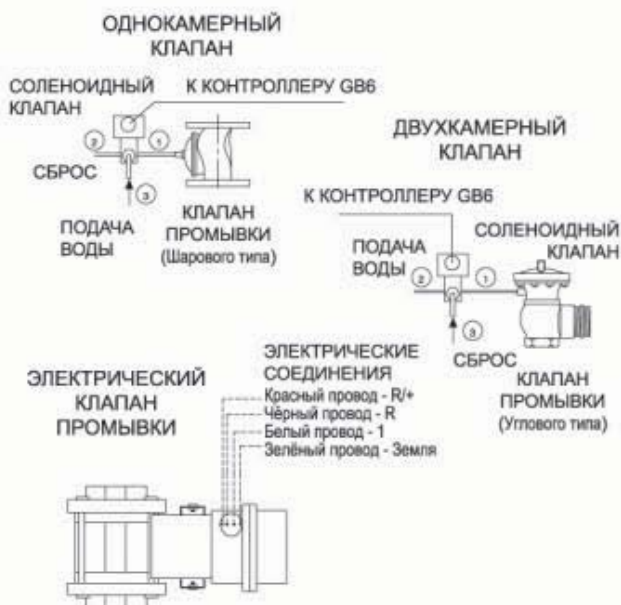 ОДНОКАМЕРНЫЙ
КЛАПАН
СОЛЕНОИДНЫЙ
КЛАПАН
К КОНТРОЛЛЕРУ GB6
2
1
СБРОС
3
ПОДАЧА
ВОДЫ
КЛАПАН
ПРОМЫВКИ
(Шарового типа)
ДВУХКАМЕРНЫЙ
КЛАПАН
К КОНТРОЛЛЕРУ GB6
ПОДАЧА
ВОДЫ
СОЛЕНОИДНЫЙ
КЛАПАН
2
1
3
СБРОС
КЛАПАН
ПРОМЫВКИ
(Углового типа)
ЭЛЕКТРИЧЕСКИЙ
КЛАПАН
ПРОМЫВКИ
ЭЛЕКТРИЧЕСКИЕ
СОЕДИНЕНИЯ
Красный провод - R/+
Чёрный провод - R
Белый провод - 1
Зелёный провод - Земля